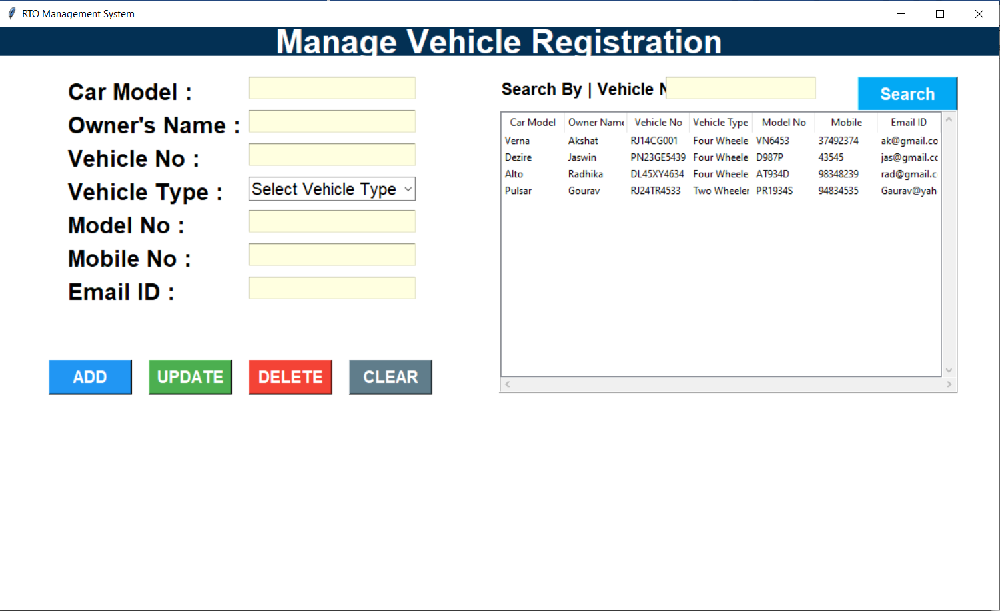 RTO Management System
Manage Vehicle Registration
Car Model :
Owner's Name :
Vehicle No :
Vehicle Type :
Select Vehicle Type
Model No :
Mobile No :
Email ID :
ADD UPDATE DELETE CLEAR
Search By | Vehicle N
Search
Car Model Owner Name Vehicle No Vehicle Type Model No Mobile Email ID
Verna Akshat RJ14CG001 Four Wheele VN6453 37492374 ak@gmail.co
Dezire Jaswin PN23GE5439 Four Wheele D987P 43545 jas@gmail.cc
Alto Radhika DL45XY4634 Four Wheele AT934D 98348239 rad@gmail.c
Pulsar Gourav RJ24TR4533 Two Wheeler PR1934S 94834535 Gaurav@yah